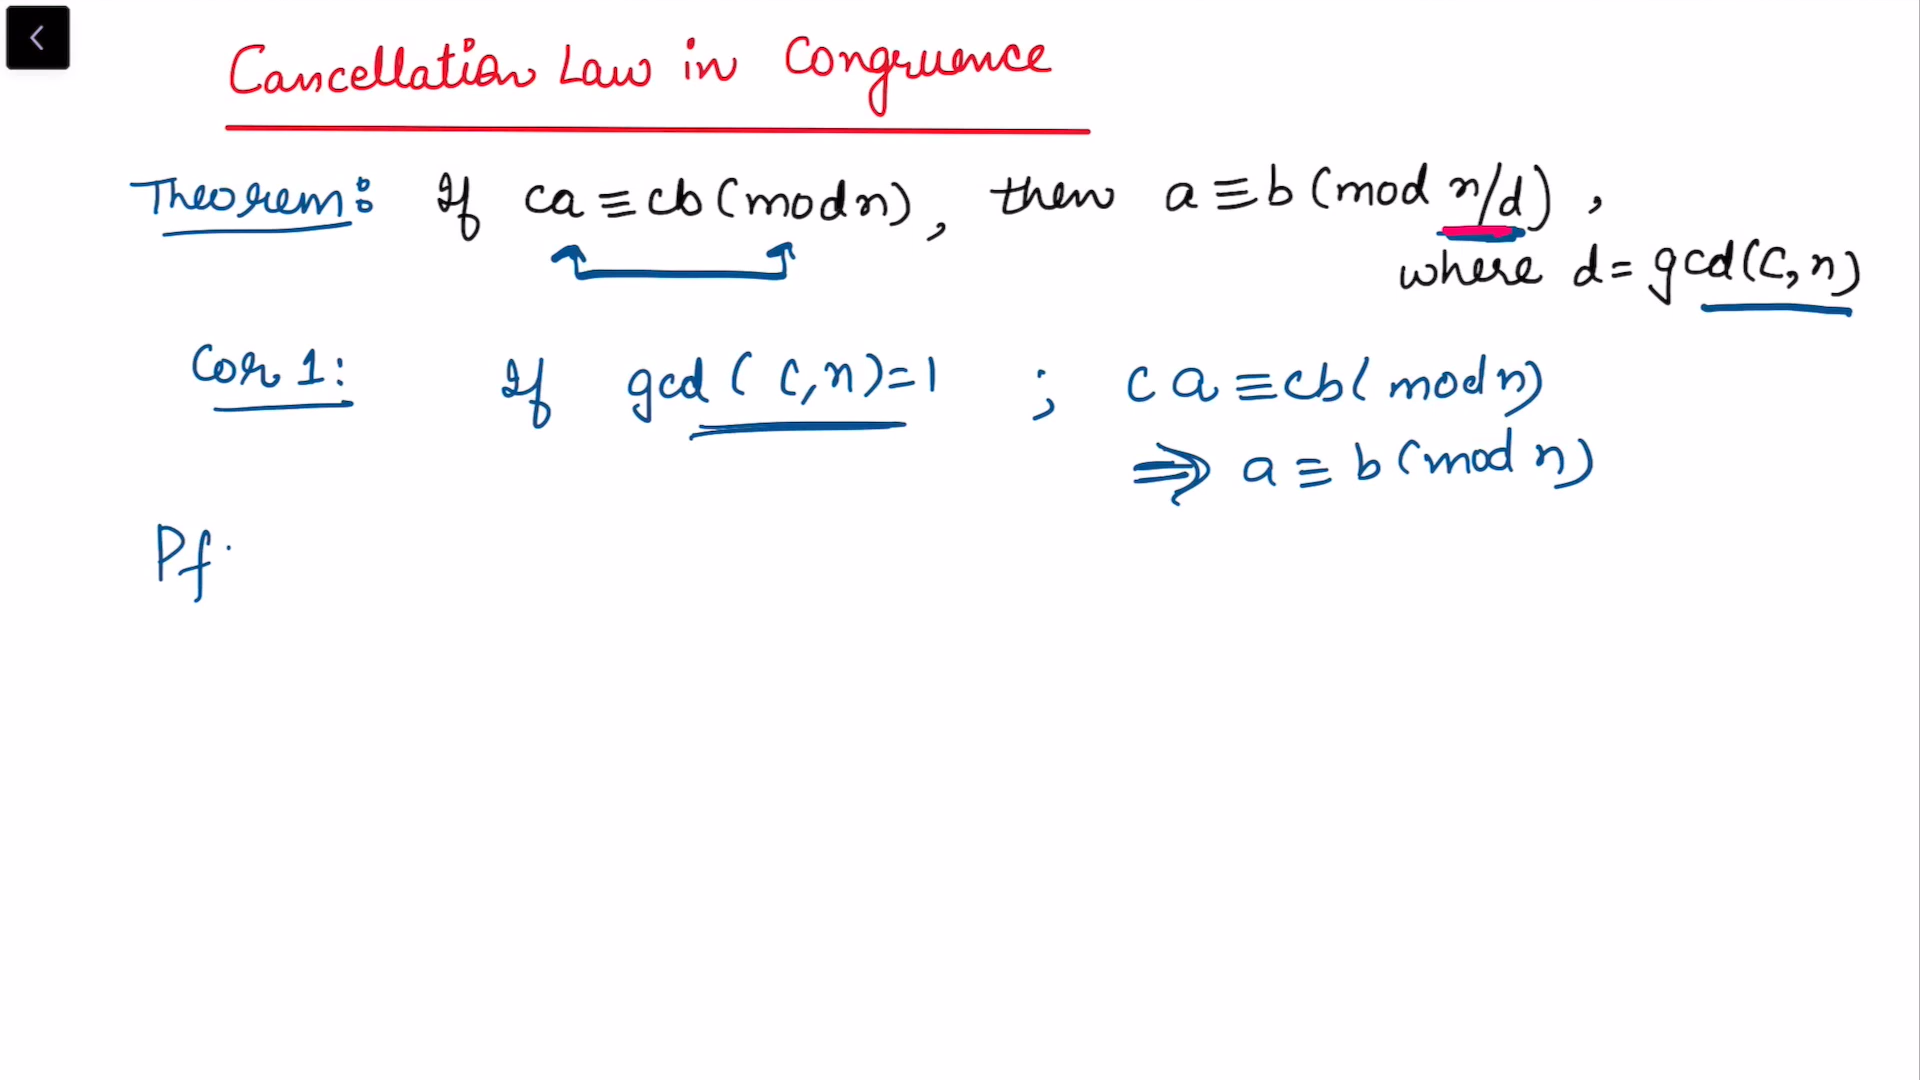 Cancellation Law in Congruence
Theorem: If ca ≡ cb (mod n), then a ≡ b (mod n/d),
where d = gcd(c, n)
Cor 1: If gcd(c, n) = 1 ; ca ≡ cb (mod n)
⇒ a ≡ b (mod n)
Pf.